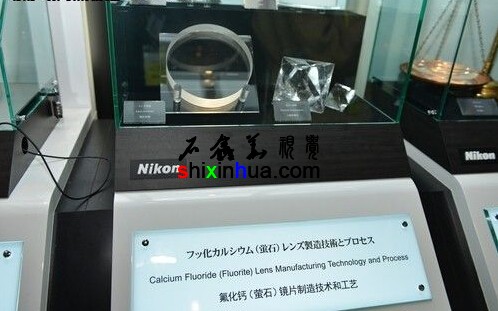 Nikon
石鑫華 視覺
shixinhua.com
Nikon
フッ化カルシウム(蛍石)レンズ製造技術とプロセス
Calcium Fluoride (Fluorite) Lens Manufacturing Technology and Process
氟化钙(萤石)镜片制造技术和工艺